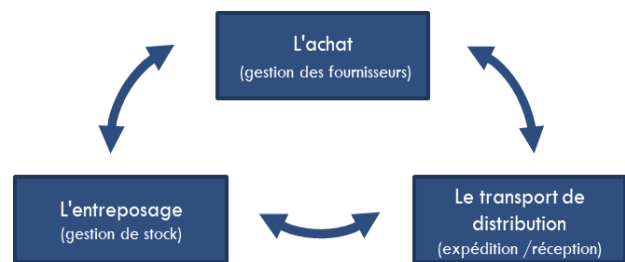 L'achat
(gestion des fournisseurs)
L'entreposage
(gestion de stock)
Le transport de
distribution
(expédition /réception)